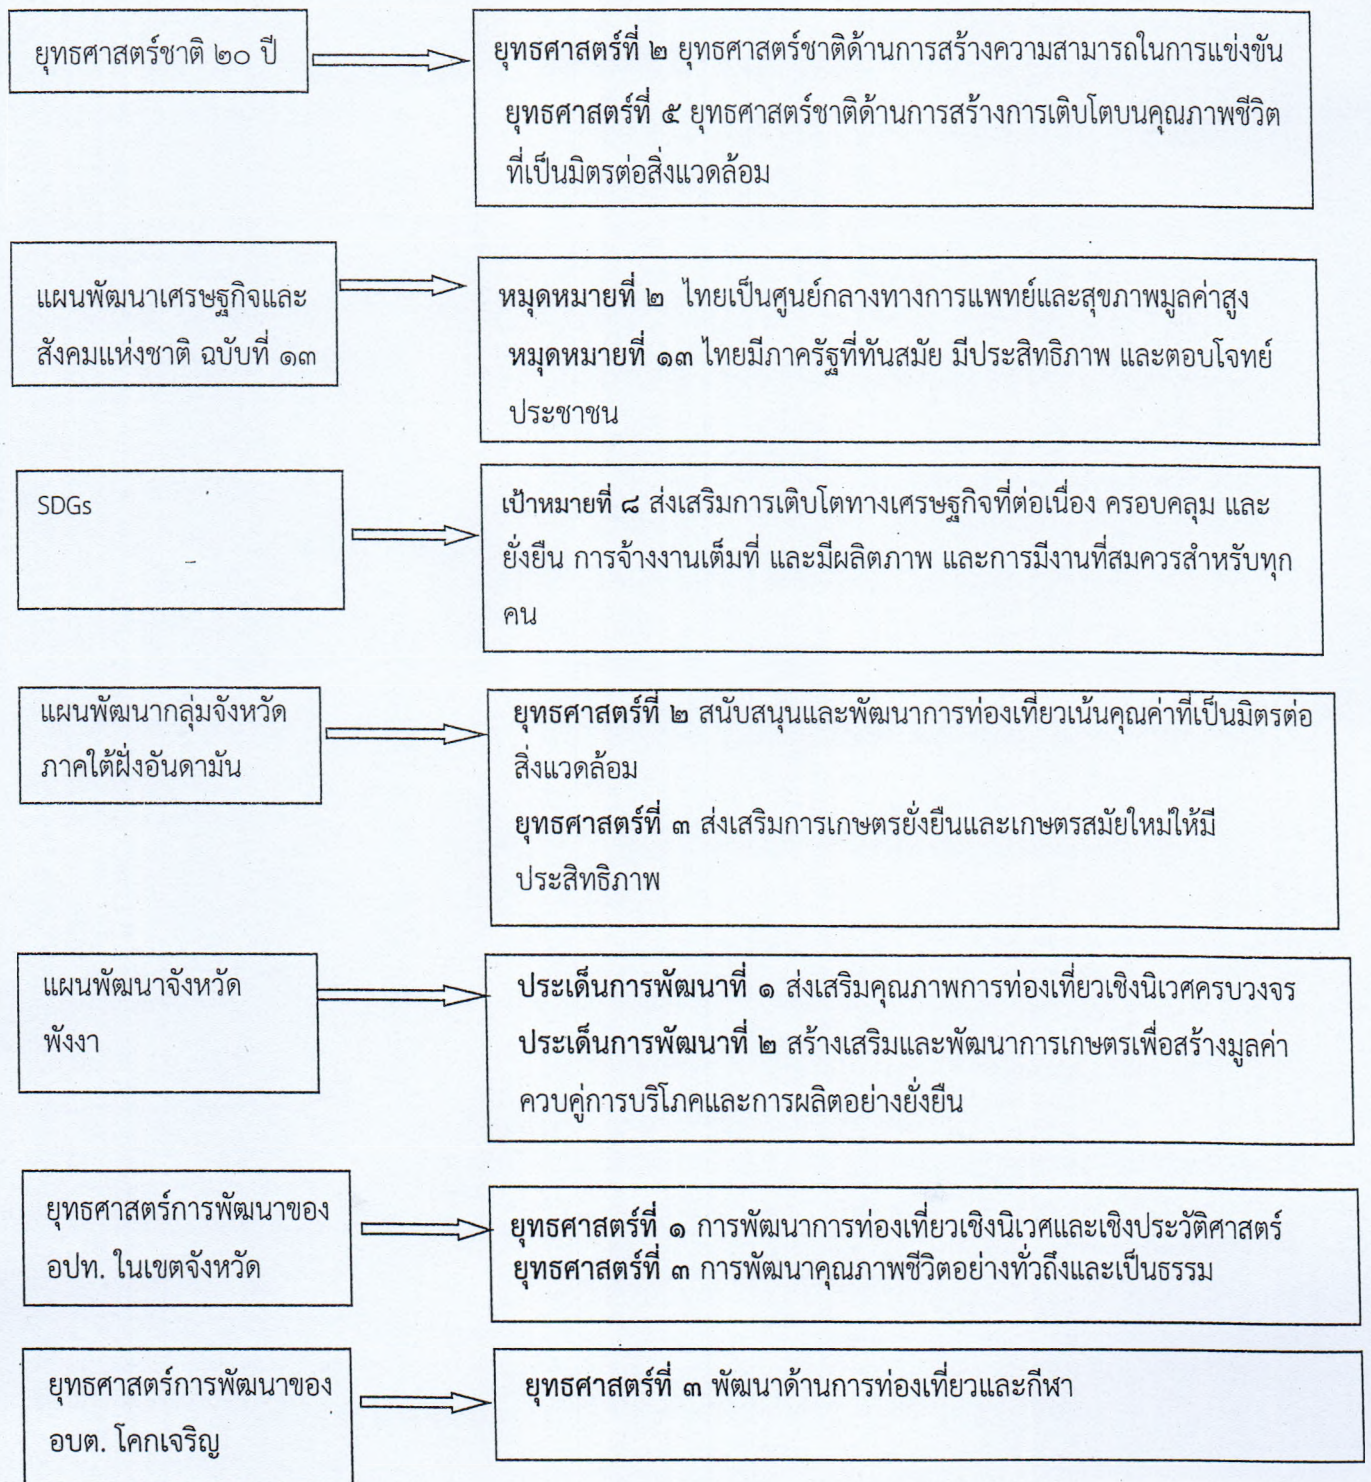 ยุทธศาสตร์ชาติ ๒๐ ปี
ยุทธศาสตร์ที่ ๒ ยุทธศาสตร์ชาติด้านการสร้างความสามารถในการแข่งขัน
ยุทธศาสตร์ที่ ๕ ยุทธศาสตร์ชาติด้านการสร้างการเติบโตบนคุณภาพชีวิต
ที่เป็นมิตรต่อสิ่งแวดล้อม
แผนพัฒนาเศรษฐกิจและ
สังคมแห่งชาติ ฉบับที่ ๑๓
หมุดหมายที่ ๒ ไทยเป็นศูนย์กลางทางการแพทย์และสุขภาพมูลค่าสูง
หมุดหมายที่ ๑๓ ไทยมีภาครัฐที่ทันสมัย มีประสิทธิภาพ และตอบโจทย์
ประชาชน
SDGs
เป้าหมายที่ ๘ ส่งเสริมการเติบโตทางเศรษฐกิจที่ต่อเนื่อง ครอบคลุม และ
ยั่งยืน การจ้างงานเต็มที่ และมีผลิตภาพ และการมีงานที่สมควรสำหรับทุก
คน
แผนพัฒนากลุ่มจังหวัด
ภาคใต้ฝั่งอันดามัน
ยุทธศาสตร์ที่ ๒ สนับสนุนและพัฒนาการท่องเที่ยวเน้นคุณค่าที่เป็นมิตรต่อ
สิ่งแวดล้อม
ยุทธศาสตร์ที่ ๓ ส่งเสริมการเกษตรยั่งยืนและเกษตรสมัยใหม่ให้มี
ประสิทธิภาพ
แผนพัฒนาจังหวัด
พังงา
ประเด็นการพัฒนาที่ ๑ ส่งเสริมคุณภาพการท่องเที่ยวเชิงนิเวศครบวงจร
ประเด็นการพัฒนาที่ ๒ สร้างเสริมและพัฒนาการเกษตรเพื่อสร้างมูลค่า
ควบคู่การบริโภคและการผลิตอย่างยั่งยืน
ยุทธศาสตร์การพัฒนาของ
อปท. ในเขตจังหวัด
ยุทธศาสตร์ที่ ๑ การพัฒนาการท่องเที่ยวเชิงนิเวศและเชิงประวัติศาสตร์
ยุทธศาสตร์ที่ ๓ การพัฒนาคุณภาพชีวิตอย่างทั่วถึงและเป็นธรรม
ยุทธศาสตร์การพัฒนาของ
อบต. โคกเจริญ
ยุทธศาสตร์ที่ ๓ พัฒนาด้านการท่องเที่ยวและกีฬา